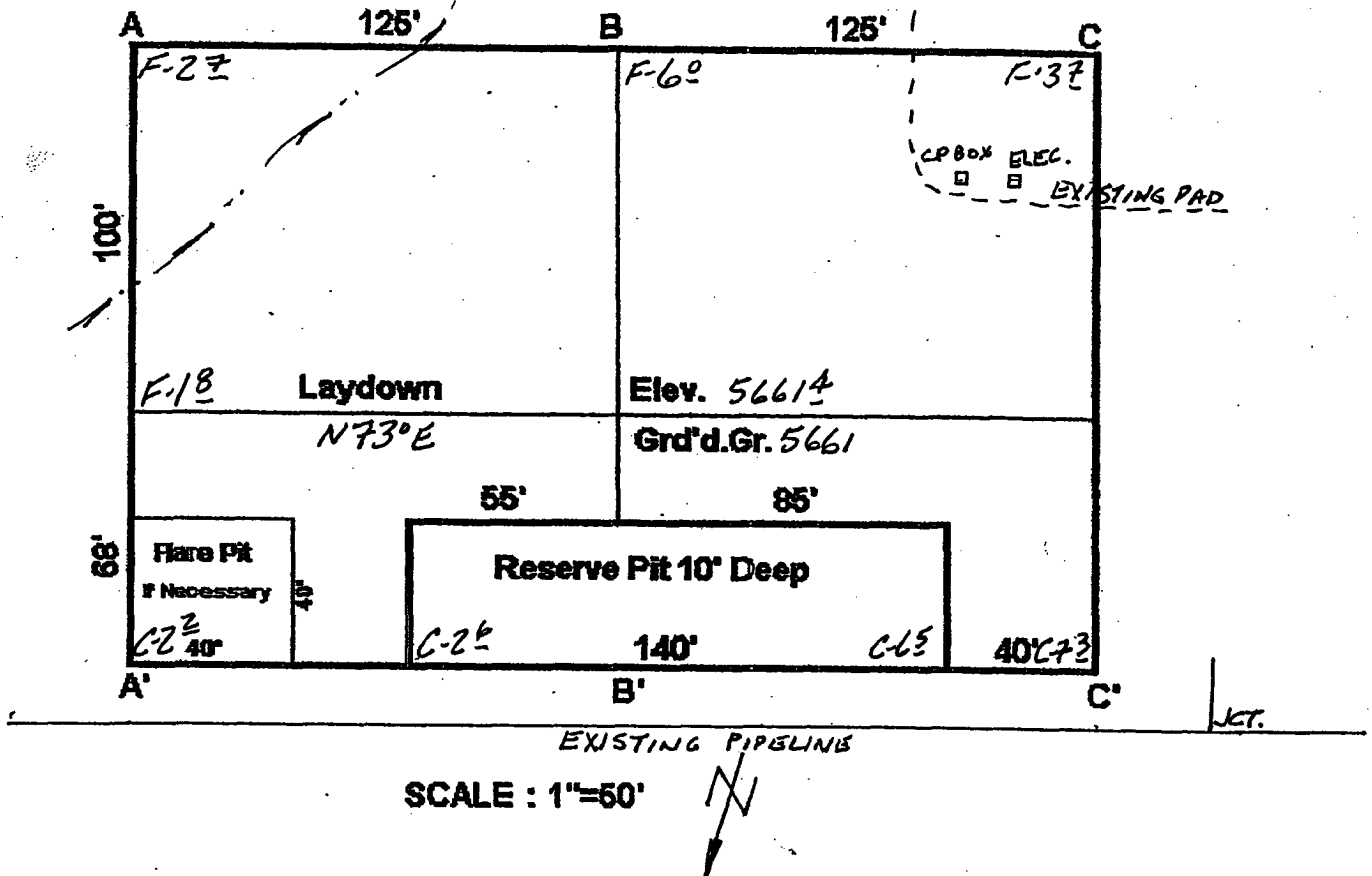 A 125' B 125' C
F-2 7 F-6 0 F-3 7
CP BOX ELEC.
EXISTING PAD
100'
F-1 8 Laydown Elev. 5661 4
N 73° E Grd'd.Gr. 5661
55' 85'
68' Flare Pit Reserve Pit 10' Deep
If Necessary 40'
C-2 2 40' C-2 6 140' C-6 5 40' C-7 3
A' B' C'
JCT.
EXISTING PIPELINE
SCALE : 1"=50' N